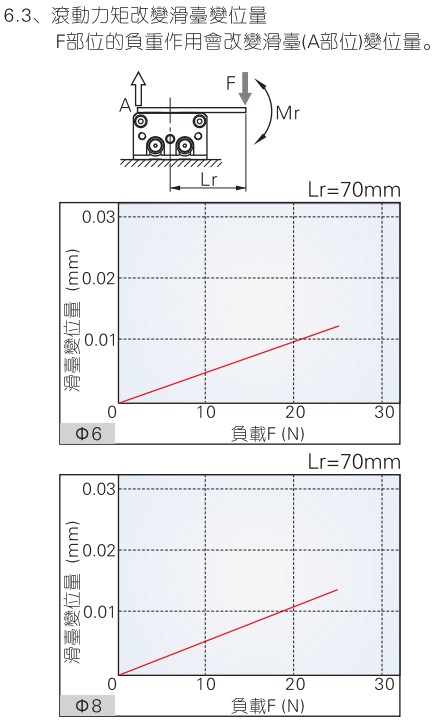 6.3、滾動力矩改變滑臺變位量
F部位的負重作用會改變滑臺(A部位)變位量。
A
F
Mr
Lr
Lr=70mm
0.03
0.02
0.01
滑臺變位量 (mm)
0 10 20 30
Φ6
負載F (N)
Lr=70mm
0.03
0.02
0.01
滑臺變位量 (mm)
0 10 20 30
Φ8
負載F (N)